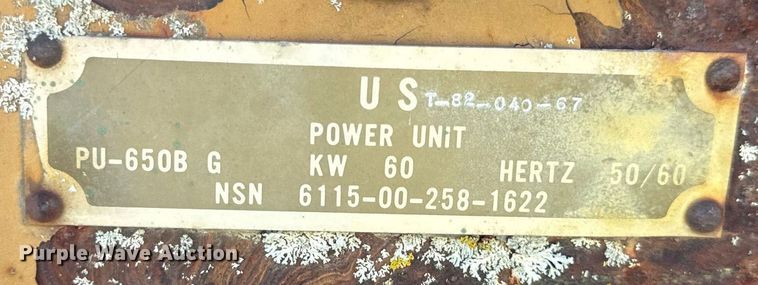 U S T-82-040-67
POWER UNiT
PU-650B G KW 60 HERTZ 50/60
NSN 6115-00-258-1622
Purple Wave Auction.com